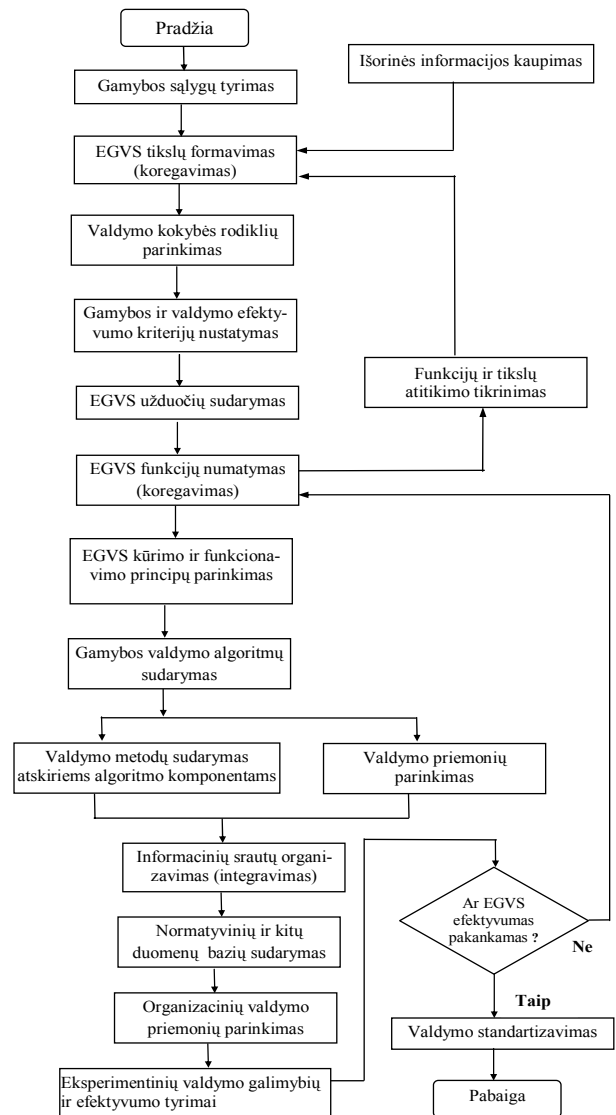 Pradžia
Išorinės informacijos kaupimas
Gamybos sąlygų tyrimas
EGVS tikslų formavimas
(koregavimas)
Valdymo kokybės rodiklių
parinkimas
Gamybos ir valdymo efekty-
vumo kriterijų nustatymas
Funkcijų ir tikslų
atitikimo tikrinimas
EGVS užduočių sudarymas
EGVS funkcijų numatymas
(koregavimas)
EGVS kūrimo ir funkciona-
vimo principų parinkimas
Gamybos valdymo algoritmų
sudarymas
Valdymo metodų sudarymas
atskiriems algoritmo komponentams
Valdymo priemonių
parinkimas
Informacinių srautų organi-
zavimas (integravimas)
Normatyvinių ir kitų
duomenų bazių sudarymas
Organizacinių valdymo
priemonių parinkimas
Eksperimentinių valdymo galimybių
ir efektyvumo tyrimai
Ar EGVS
efektyvumas
pakankamas ?
Ne
Taip
Valdymo standartizavimas
Pabaiga